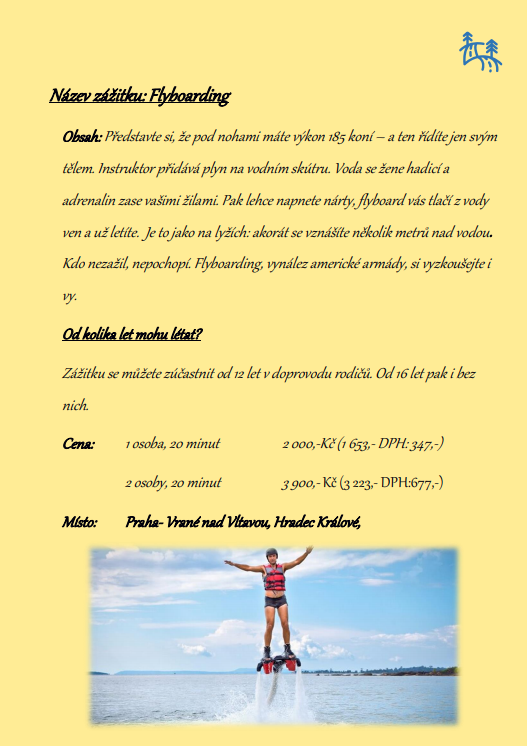 Název zážitku: Flyboarding
Obsah: Představte si, že pod nohami máte výkon 185 koní – a ten řídíte jen svým
tělem. Instruktor přidává plyn na vodním skútru. Voda se žene hadicí a
adrenalin zase vašimi žilami. Pak lehce napnete nárty, flyboard vás tlačí z vody
ven a už letíte. Je to jako na lyžích: akorát se vznášíte několik metrů nad vodou.
Kdo nezažil, nepochopí. Flyboarding, vynález americké armády, si vyzkoušejte i
vy.
Od kolika let mohu létat?
Zážitku se můžete zúčastnit od 12 let v doprovodu rodičů. Od 16 let pak i bez
nich.
Cena: 1 osoba, 20 minut 2 000,-Kč (1 653,- DPH: 347,-)
2 osoby, 20 minut 3 900,- Kč (3 223,- DPH:677,-)
Místo: Praha- Vrané nad Vltavou, Hradec Králové,